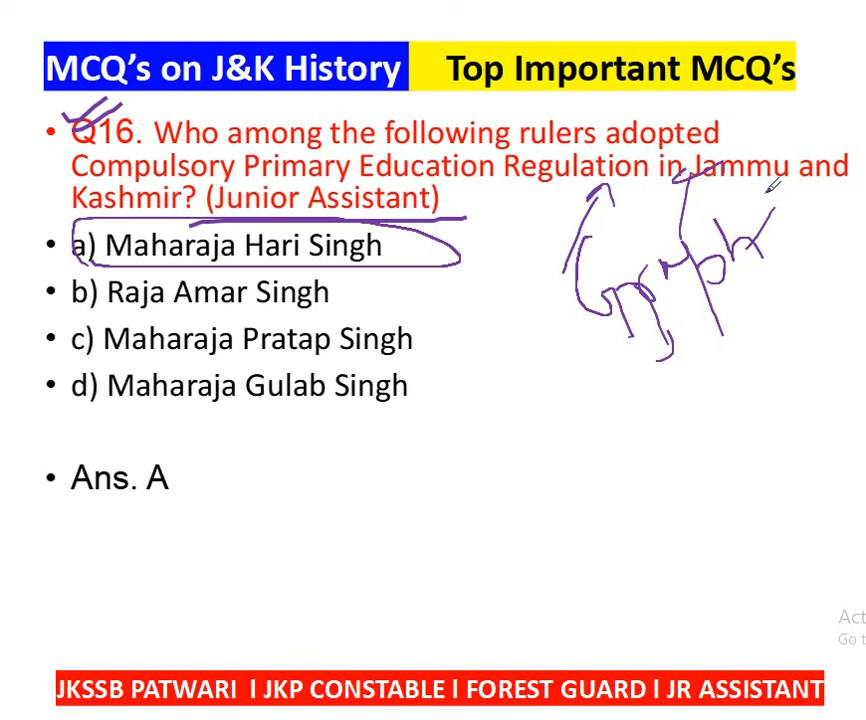 MCQ's on J&K History Top Important MCQ's
• Q16. Who among the following rulers adopted
Compulsory Primary Education Regulation in Jammu and
Kashmir? (Junior Assistant)
• a) Maharaja Hari Singh
• b) Raja Amar Singh
• c) Maharaja Pratap Singh
• d) Maharaja Gulab Singh
• Ans. A
Act
Go t
JKSSB PATWARI I JKP CONSTABLE I FOREST GUARD I JR ASSISTANT